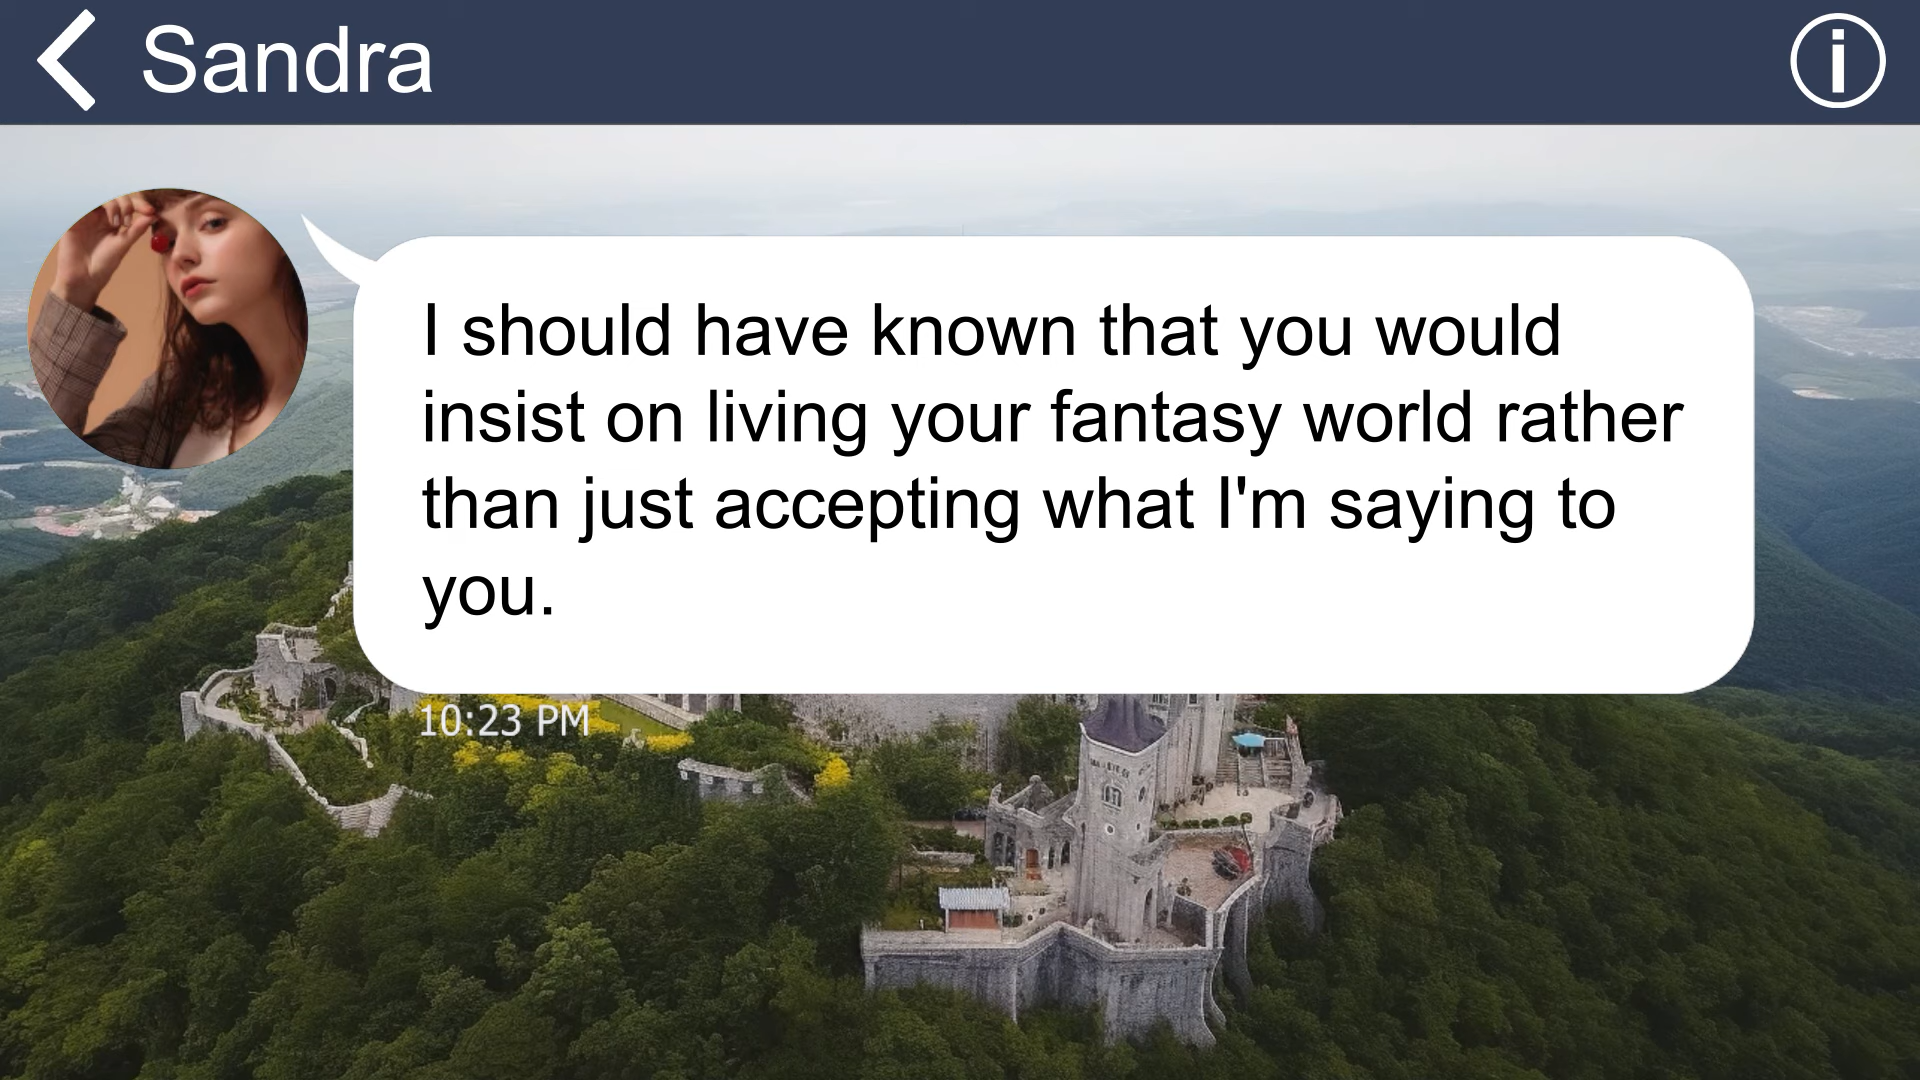 Sandra
I should have known that you would
insist on living your fantasy world rather
than just accepting what I'm saying to
you.
10:23 PM